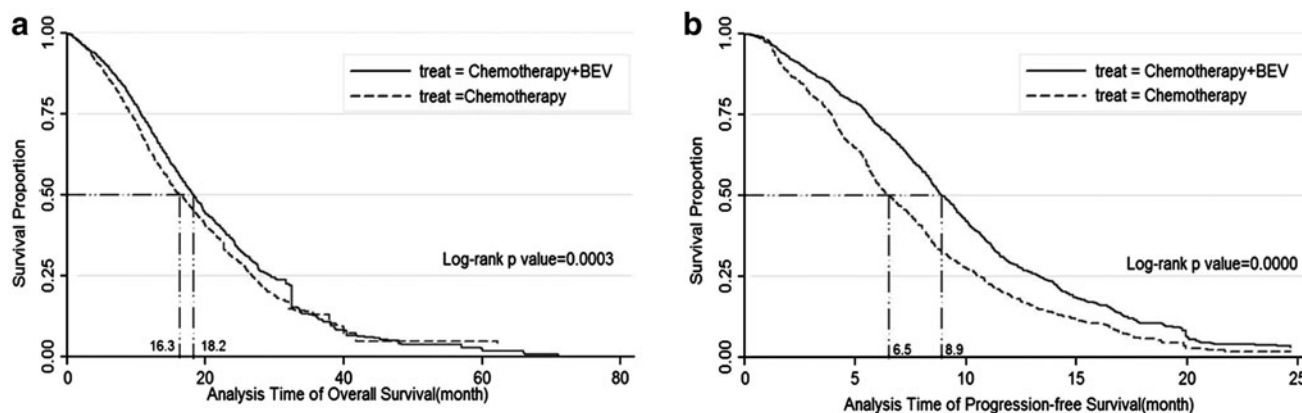 a
Survival Proportion
1.00
0.75
0.50
0.25
0.00
treat = Chemotherapy+BEV
treat =Chemotherapy
Log-rank p value=0.0003
16.3
18.2
0
20
40
60
80
Analysis Time of Overall Survival(month)
b
Survival Proportion
1.00
0.75
0.50
0.25
0.00
treat = Chemotherapy+BEV
treat = Chemotherapy
Log-rank p value=0.0000
6.5
8.9
0
5
10
15
20
25
Analysis Time of Progression-free Survival(month)